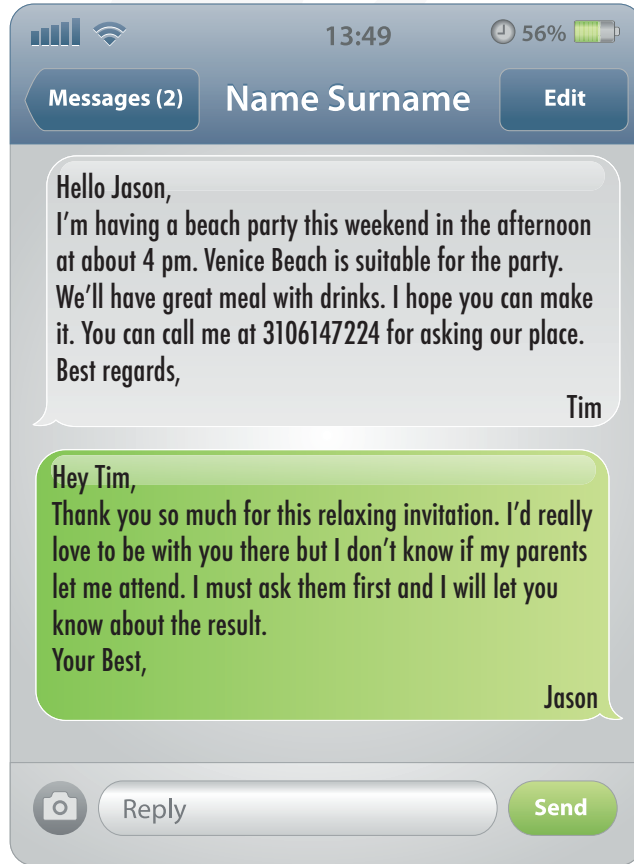 13:49
56%
Messages (2)
Name Surname
Edit
Hello Jason,
I'm having a beach party this weekend in the afternoon
at about 4 pm. Venice Beach is suitable for the party.
We'll have great meal with drinks. I hope you can make
it. You can call me at 3106147224 for asking our place.
Best regards,
Tim
Hey Tim,
Thank you so much for this relaxing invitation. I'd really
love to be with you there but I don't know if my parents
let me attend. I must ask them first and I will let you
know about the result.
Your Best,
Jason
Reply
Send